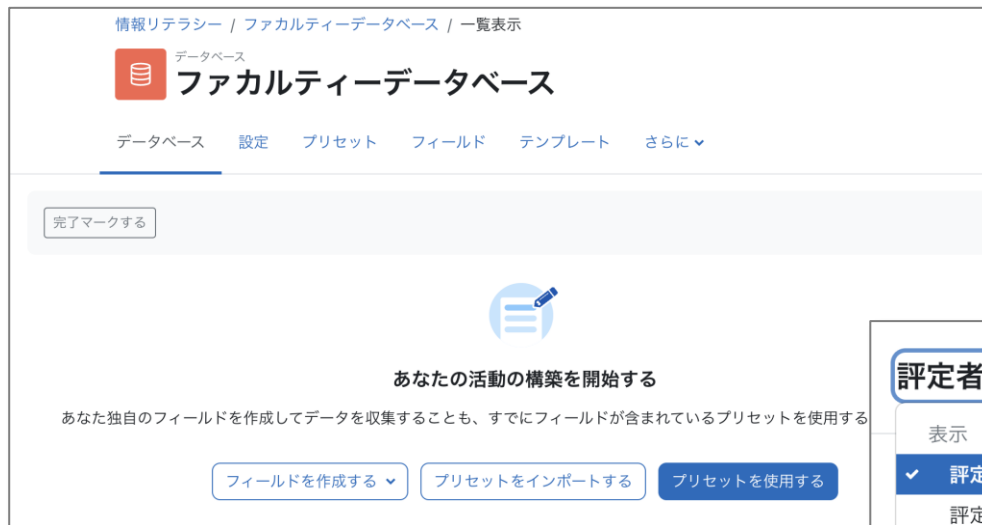 情報リテラシー / ファカルティーデータベース / 一覧表示
データベース
ファカルティーデータベース
データベース 設定 プリセット フィールド テンプレート さらに
完了マークする
あなたの活動の構築を開始する
あなた独自のフィールドを作成してデータを収集することも、すでにフィールドが含まれているプリセットを使用する
フィールドを作成する プリセットをインポートする プリセットを使用する
評定者
表示
評定
評定